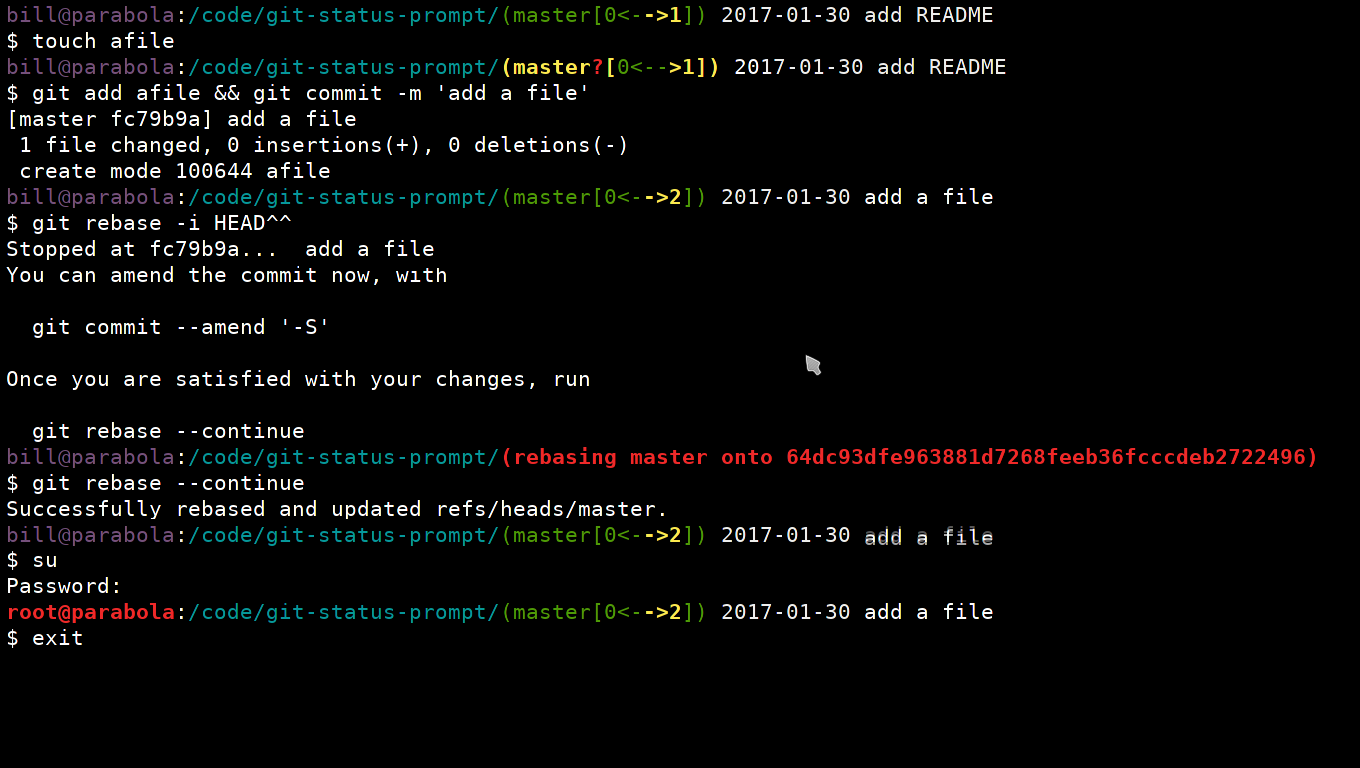 bill@parabola:/code/git-status-prompt/(master[0<-->1]) 2017-01-30 add README
$ touch afile
bill@parabola:/code/git-status-prompt/(master?[0<-->1]) 2017-01-30 add README
$ git add afile && git commit -m 'add a file'
[master fc79b9a] add a file
 1 file changed, 0 insertions(+), 0 deletions(-)
 create mode 100644 afile
bill@parabola:/code/git-status-prompt/(master[0<-->2]) 2017-01-30 add a file
$ git rebase -i HEAD^^
Stopped at fc79b9a...  add a file
You can amend the commit now, with
  git commit --amend '-S'
Once you are satisfied with your changes, run
  git rebase --continue
bill@parabola:/code/git-status-prompt/(rebasing master onto 64dc93dfe963881d7268feeb36fcccdeb2722496)
$ git rebase --continue
Successfully rebased and updated refs/heads/master.
bill@parabola:/code/git-status-prompt/(master[0<-->2]) 2017-01-30 add a file
$ su
Password:
root@parabola:/code/git-status-prompt/(master[0<-->2]) 2017-01-30 add a file
$ exit